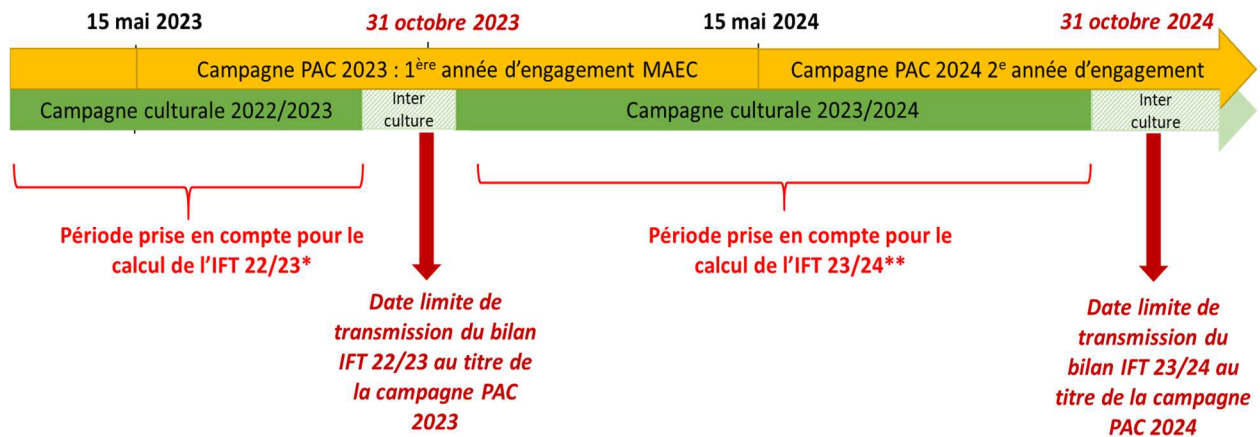 15 mai 2023
31 octobre 2023
15 mai 2024
31 octobre 2024
Campagne PAC 2023 : 1ère année d'engagement MAEC
Campagne PAC 2024 2e année d'engagement
Campagne culturale 2022/2023
Inter
culture
Campagne culturale 2023/2024
Inter
culture
Période prise en compte pour le
calcul de l'IFT 22/23*
Période prise en compte pour le
calcul de l'IFT 23/24**
Date limite de
transmission du bilan
IFT 22/23 au titre de
la campagne PAC
2023
Date limite de
transmission du
bilan IFT 23/24 au
titre de la campagne
PAC 2024